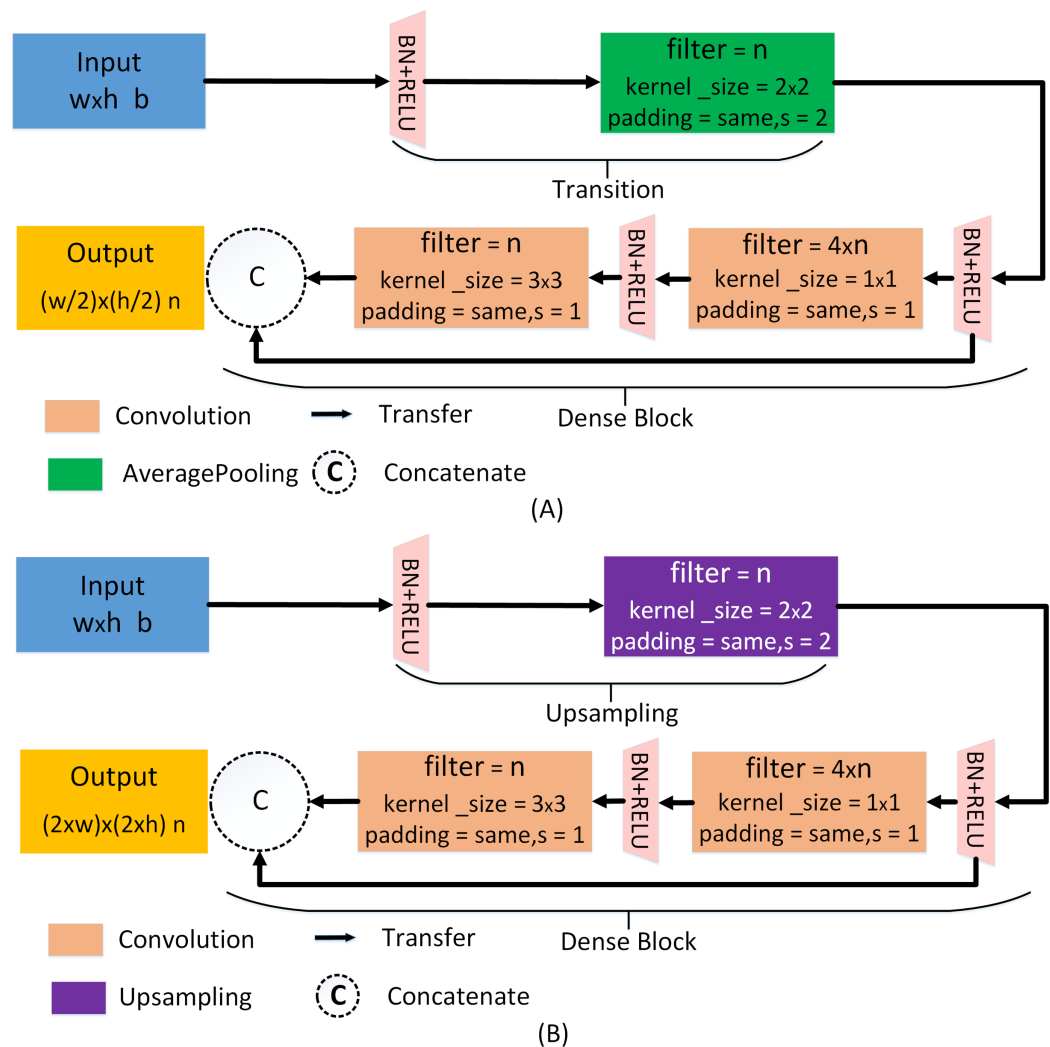 Input
wxh b
BN+RELU
filter = n
kernel _size = 2x2
padding = same,s = 2
Transition
Output
(w/2)x(h/2) n
C
filter = n
kernel _size = 3x3
padding = same,s = 1
BN+RELU
filter = 4xn
kernel _size = 1x1
padding = same,s = 1
BN+RELU
Dense Block
Convolution
Transfer
AveragePooling
C
Concatenate
(A)
Input
wxh b
BN+RELU
filter = n
kernel _size = 2x2
padding = same,s = 2
Upsampling
Output
(2xw)x(2xh) n
C
filter = n
kernel _size = 3x3
padding = same,s = 1
BN+RELU
filter = 4xn
kernel _size = 1x1
padding = same,s = 1
BN+RELU
Dense Block
Convolution
Transfer
Upsampling
C
Concatenate
(B)